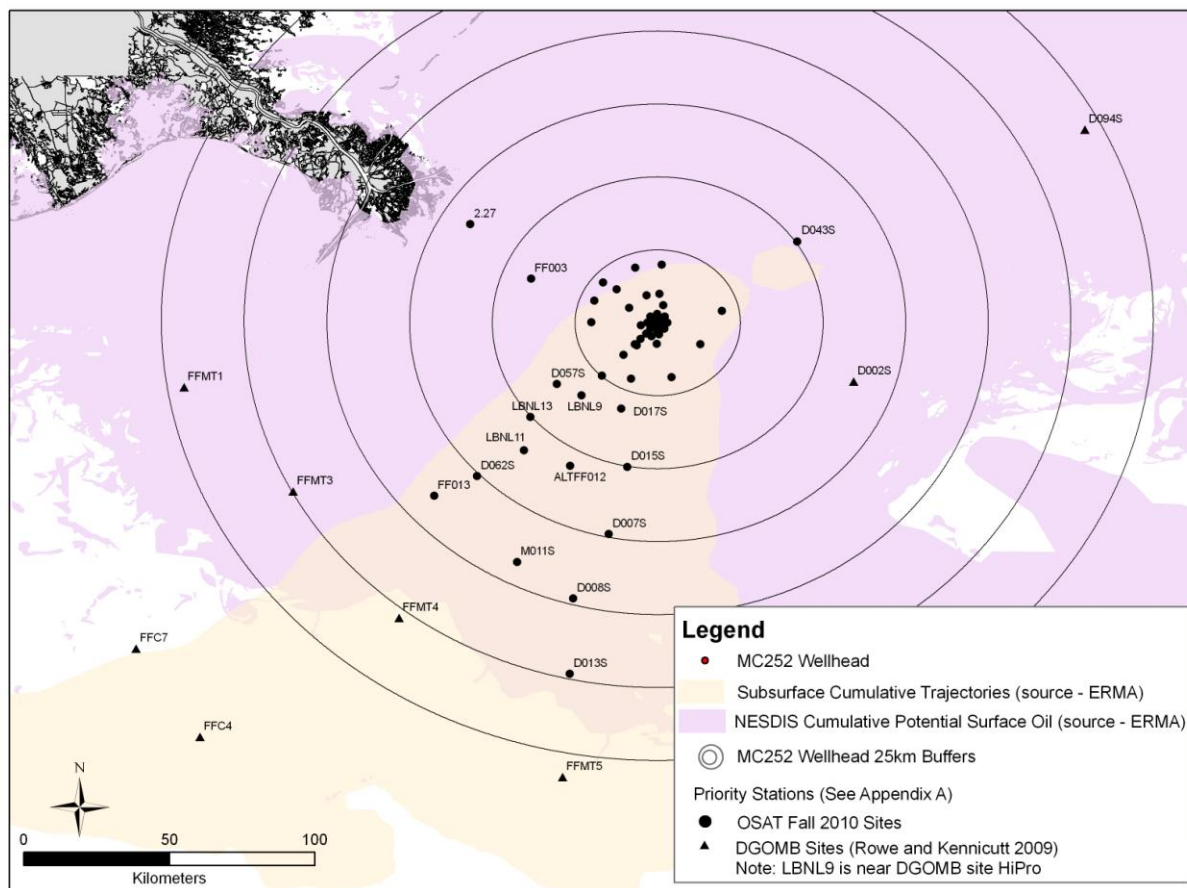 D094S
2.27
D043S
FF003
FFMT1
D002S
D057S
LBNL13
LBNL9
D017S
LBNL11
D062S
D015S
ALTFF012
FFMT3
FF013
D007S
M011S
D008S
FFMT4
FFC7
D013S
FFC4
FFMT5
N
0 50 100
Kilometers
Legend
MC252 Wellhead
Subsurface Cumulative Trajectories (source - ERMA)
NESDIS Cumulative Potential Surface Oil (source - ERMA)
MC252 Wellhead 25km Buffers
Priority Stations (See Appendix A)
OSAT Fall 2010 Sites
DGOMB Sites (Rowe and Kennicutt 2009)
Note: LBNL9 is near DGOMB site HiPro